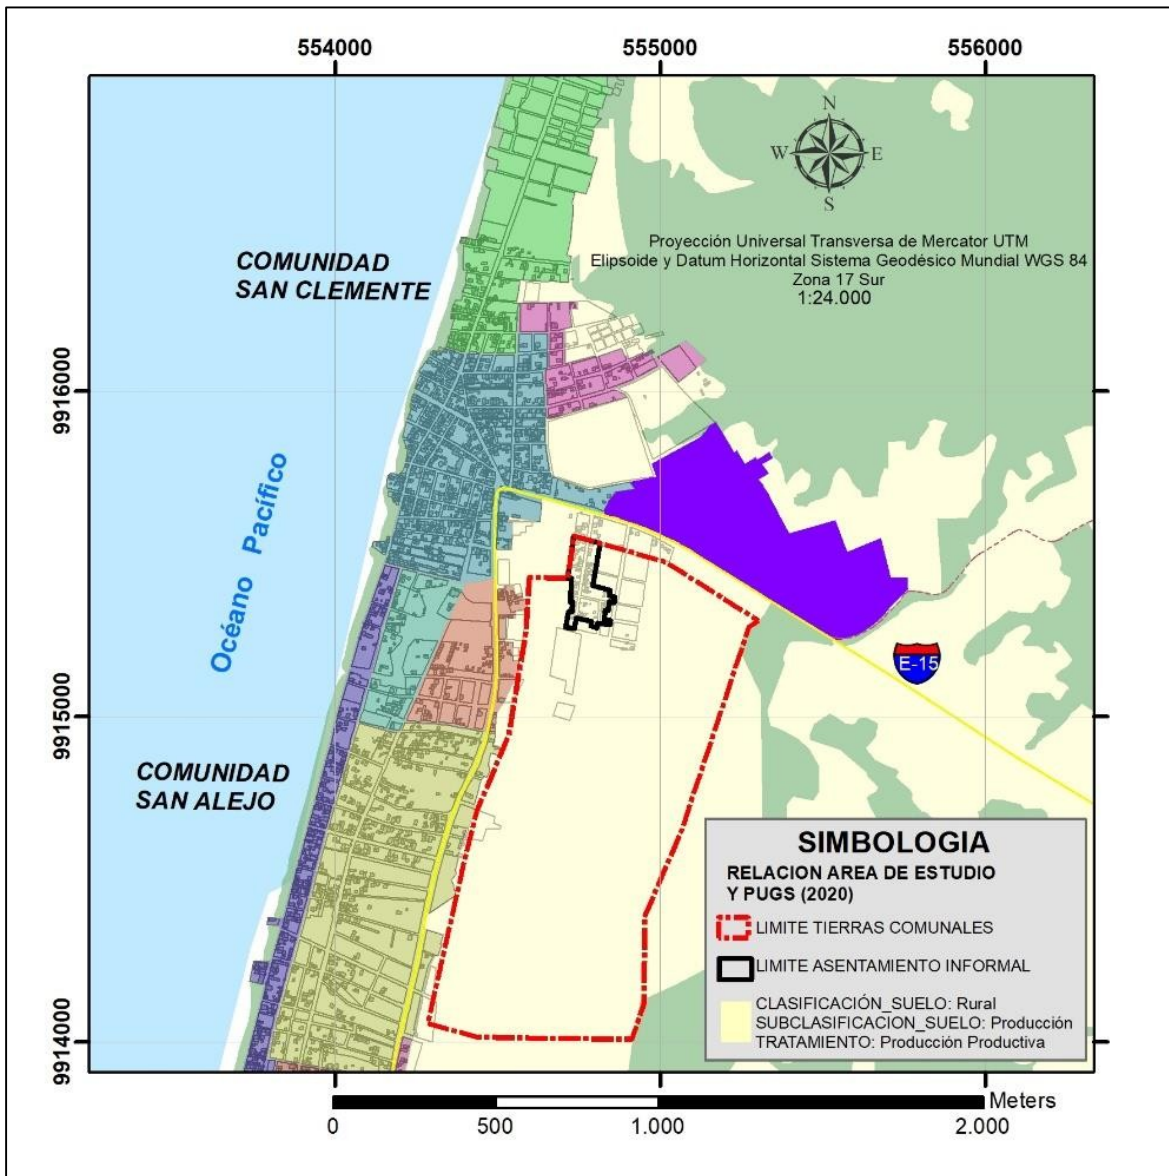 554000
555000
556000
N
W
E
S
Proyección Universal Transversa de Mercator UTM
Elipsoide y Datum Horizontal Sistema Geodésico Mundial WGS 84
Zona 17 Sur
1:24.000
COMUNIDAD
SAN CLEMENTE
9916000
Océano Pacífico
E-15
9915000
COMUNIDAD
SAN ALEJO
SIMBOLOGIA
RELACION AREA DE ESTUDIO
Y PUGS (2020)
LIMITE TIERRAS COMUNALES
LIMITE ASENTAMIENTO INFORMAL
CLASIFICACIÓN_SUELO: Rural
SUBCLASIFICACION_SUELO: Producción
TRATAMIENTO: Producción Productiva
9914000
Meters
0
500
1.000
2.000